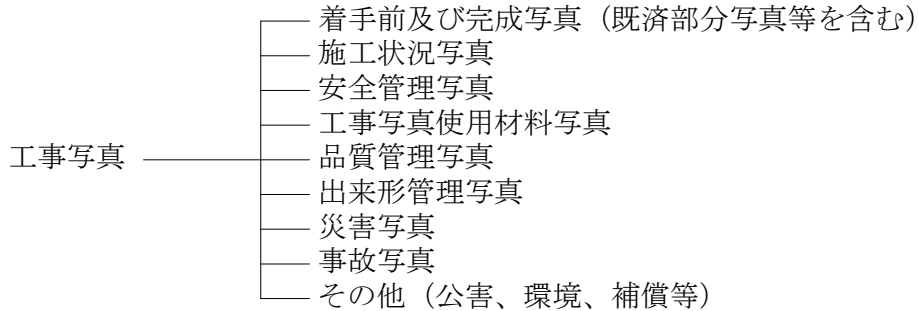 着手前及び完成写真（既済部分写真等を含む）
施工状況写真
安全管理写真
工事写真使用材料写真
工事写真
品質管理写真
出来形管理写真
災害写真
事故写真
その他（公害、環境、補償等）